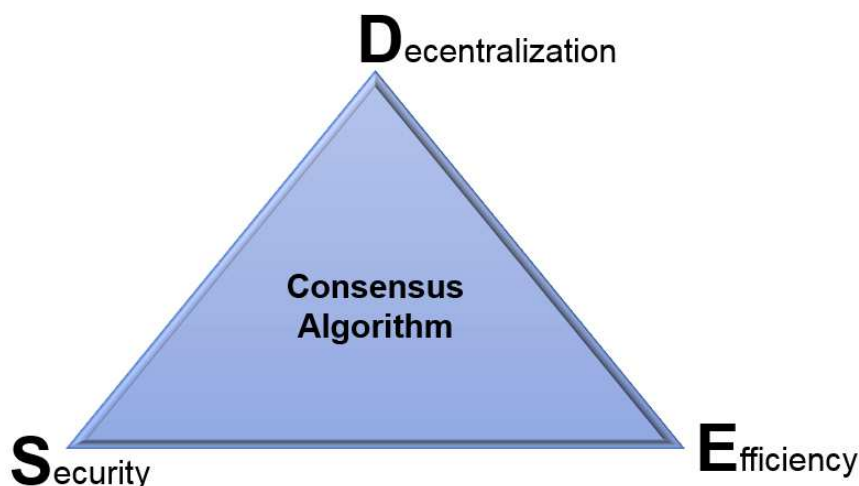 Decentralization
Consensus
Algorithm
Security
Efficiency